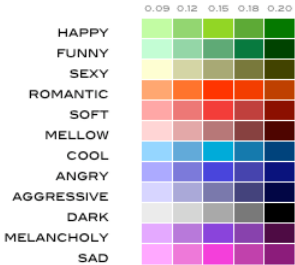 0.09 0.12 0.15 0.18 0.20
HAPPY
FUNNY
SEXY
ROMANTIC
SOFT
MELLOW
COOL
ANGRY
AGGRESSIVE
DARK
MELANCHOLY
SAD